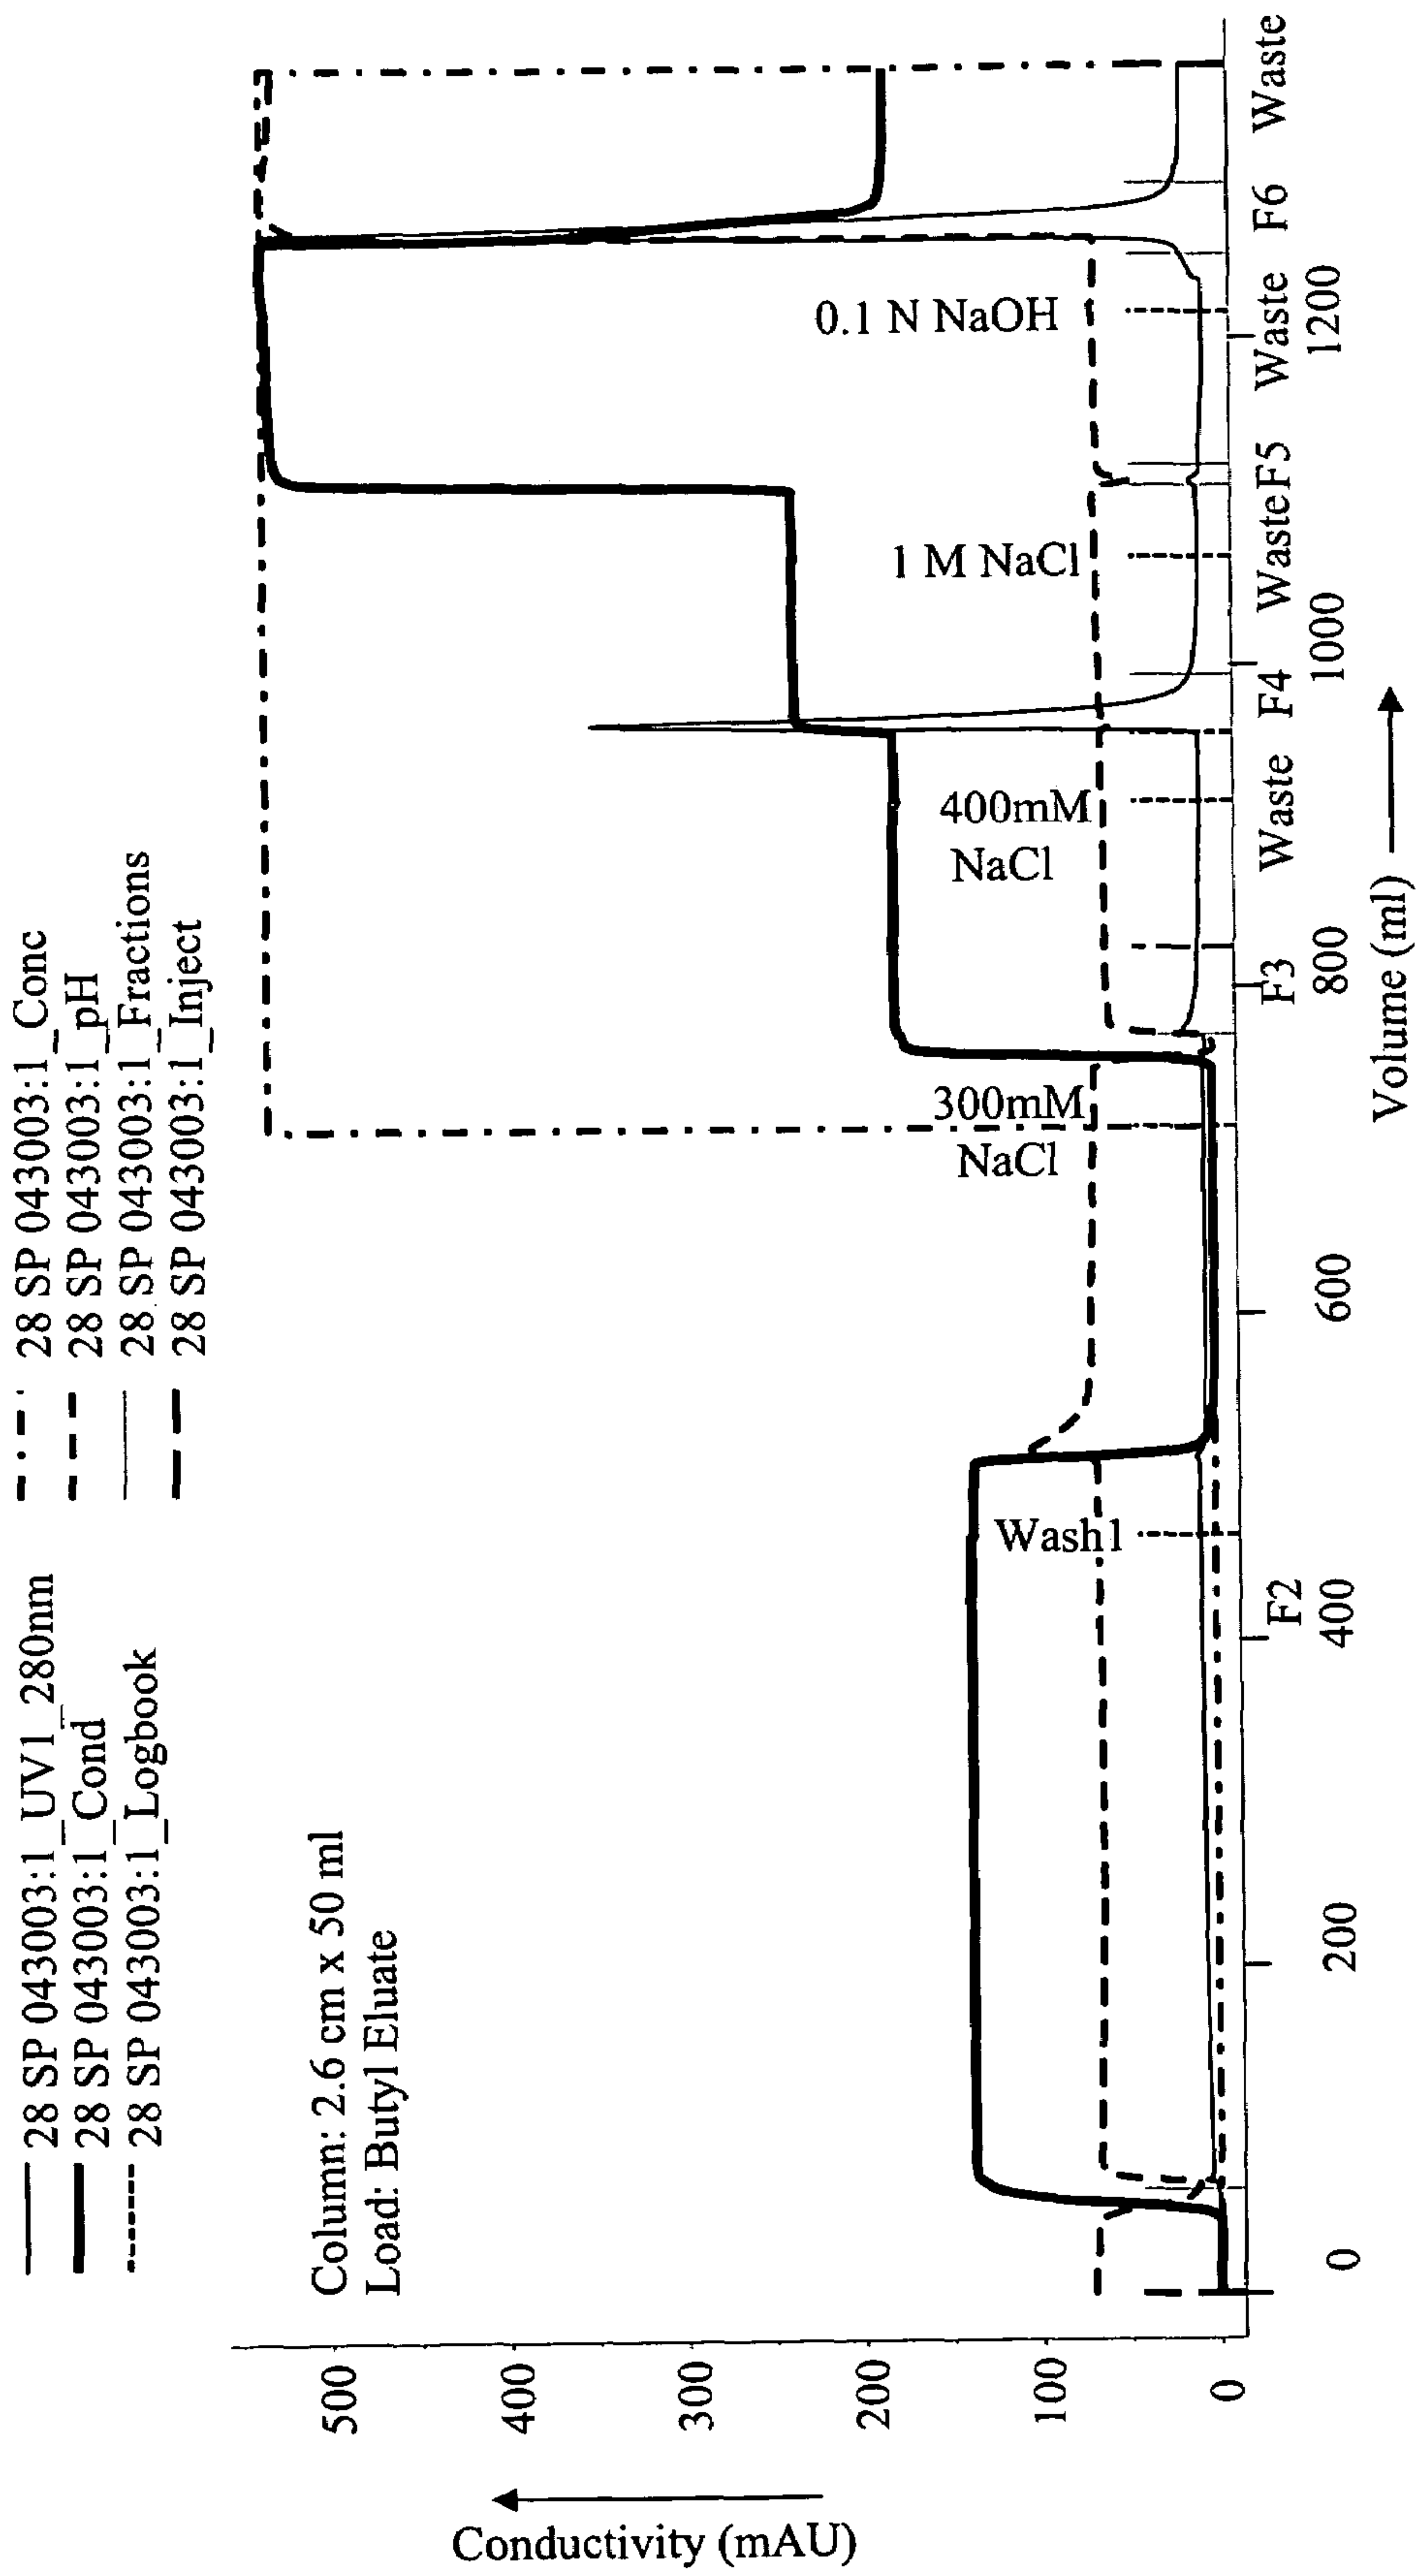 28 SP 043003:1_UV1_280nm
28 SP 043003:1_Cond
28 SP 043003:1_Logbook
28 SP 043003:1_Conc
28 SP 043003:1_pH
28 SP 043003:1_Fractions
28 SP 043003:1_Inject
Column: 2.6 cm x 50 ml
Load: Butyl Eluate
Conductivity (mAU)
500
400
300
200
100
0
Wash1
300mM
NaCl
400mM
NaCl
1 M NaCl
0.1 N NaOH
F2
F3
Waste
F4
Waste
F5
Waste
F6
Waste
0
200
400
600
800
1000
1200
Volume (ml)